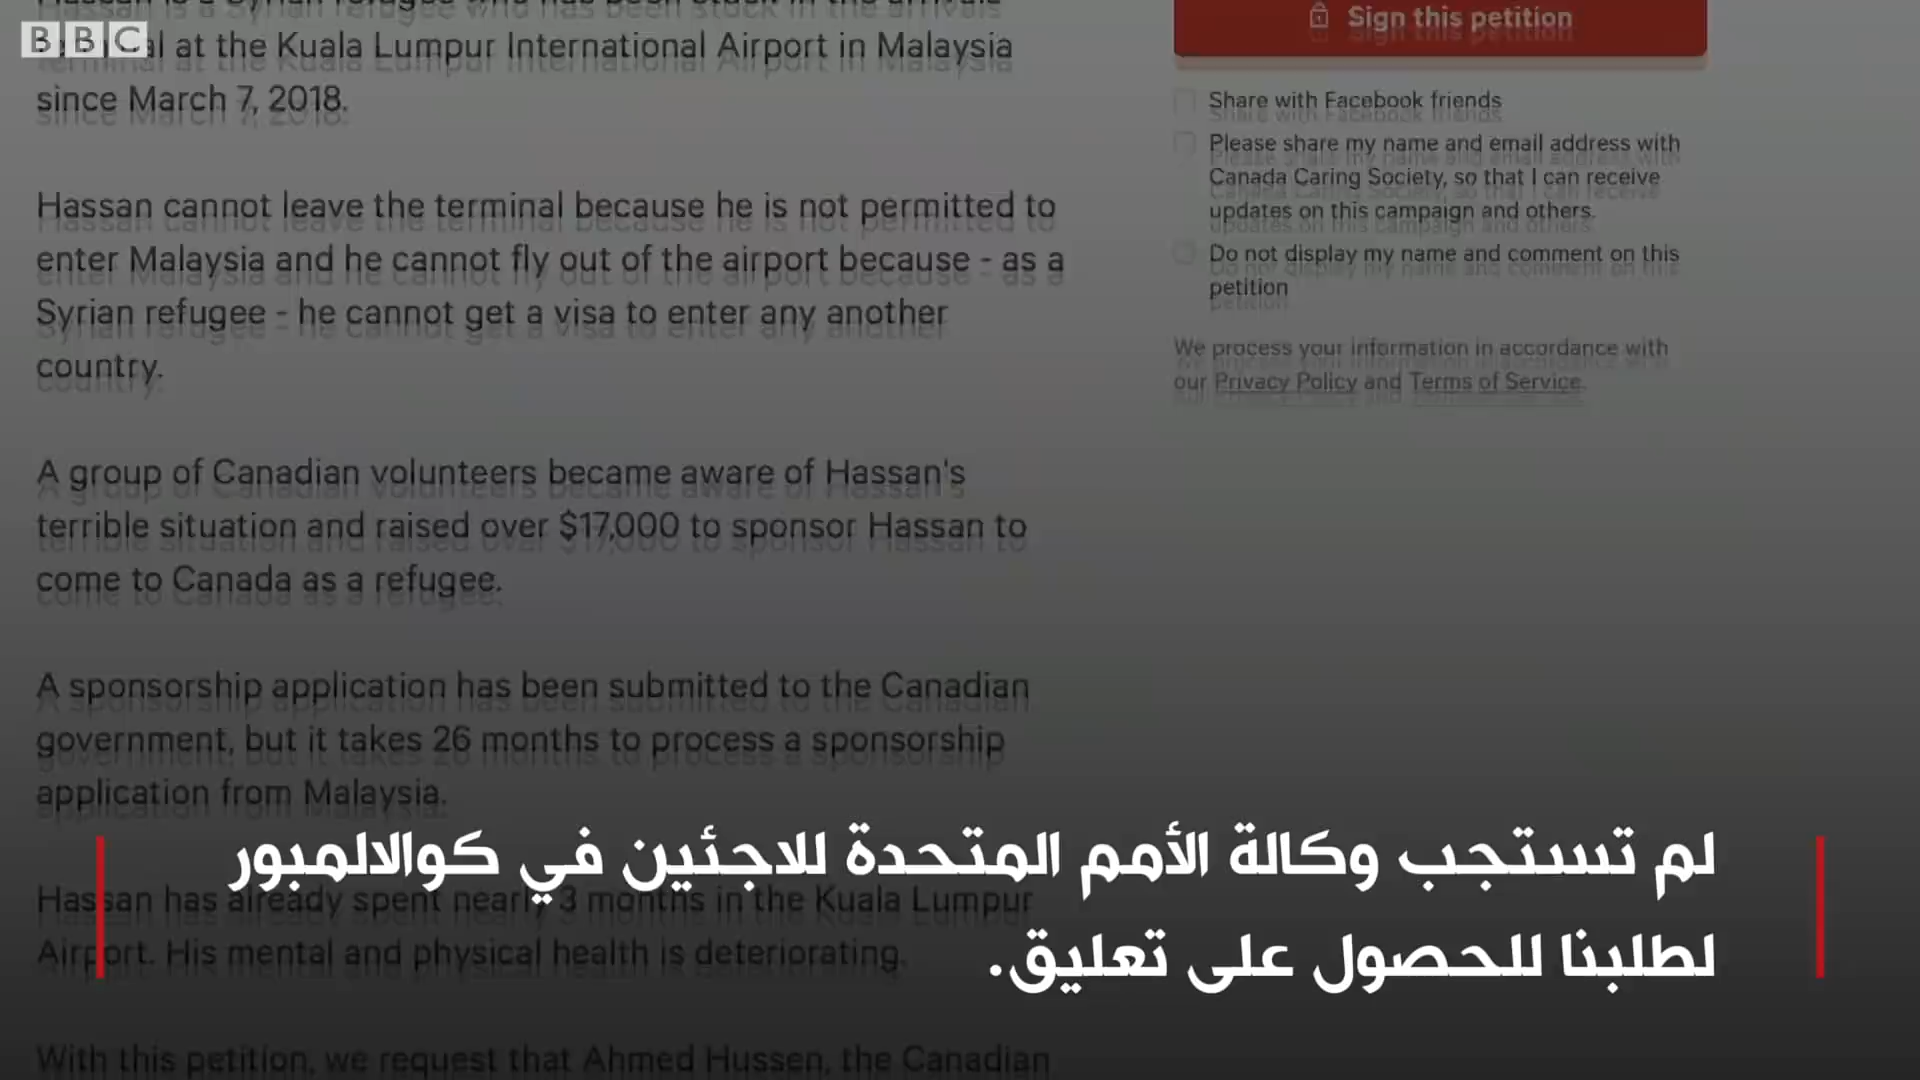 BBC
at the Kuala Lumpur International Airport in Malaysia
since March 7, 2018.
Hassan cannot leave the terminal because he is not permitted to
enter Malaysia and he cannot fly out of the airport because - as a
Syrian refugee - he cannot get a visa to enter any another
country.
A group of Canadian volunteers became aware of Hassan's
terrible situation and raised over $17,000 to sponsor Hassan to
come to Canada as a refugee.
A sponsorship application has been submitted to the Canadian
government, but it takes 26 months to process a sponsorship
application from Malaysia.
Hassan has already spent nearly 3 months in the Kuala Lumpur
Airport. His mental and physical health is deteriorating.
With this petition, we request that Ahmed Hussen, the Canadian
Sign this petition
Share with Facebook friends
Please share my name and email address with
Canada Caring Society, so that I can receive
updates on this campaign and others.
Do not display my name and comment on this
petition
We process your information in accordance with
our Privacy Policy and Terms of Service.
لم تستجب وكالة الأمم المتحدة للاجئين في كوالالمبور
لطلبنا للحصول على تعليق.